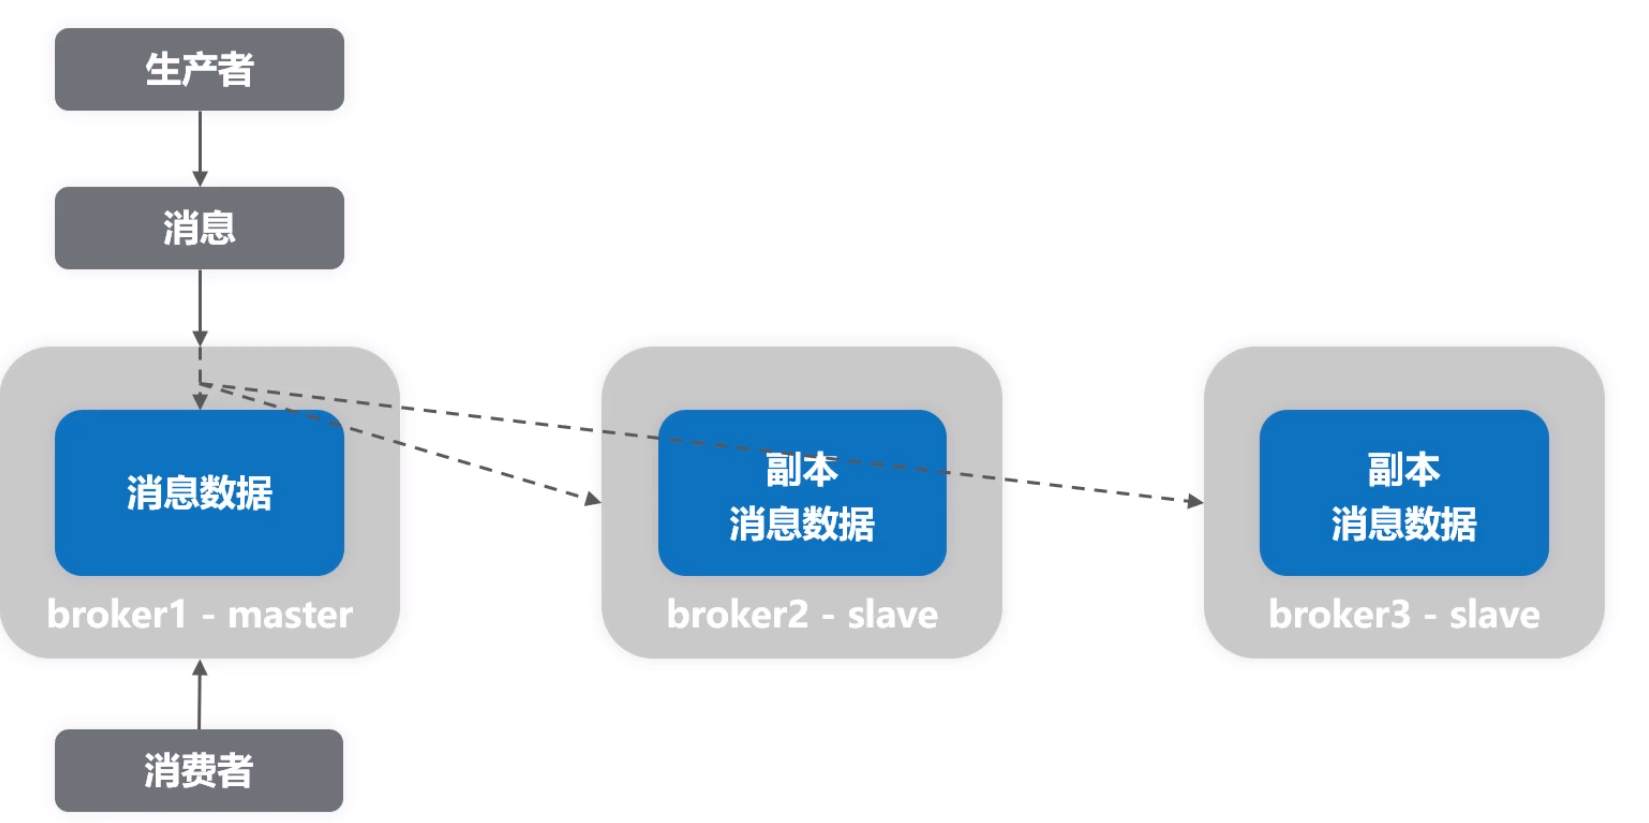 生产者
消息
消息数据
broker1 - master
副本
消息数据
broker2 - slave
副本
消息数据
broker3 - slave
消费者